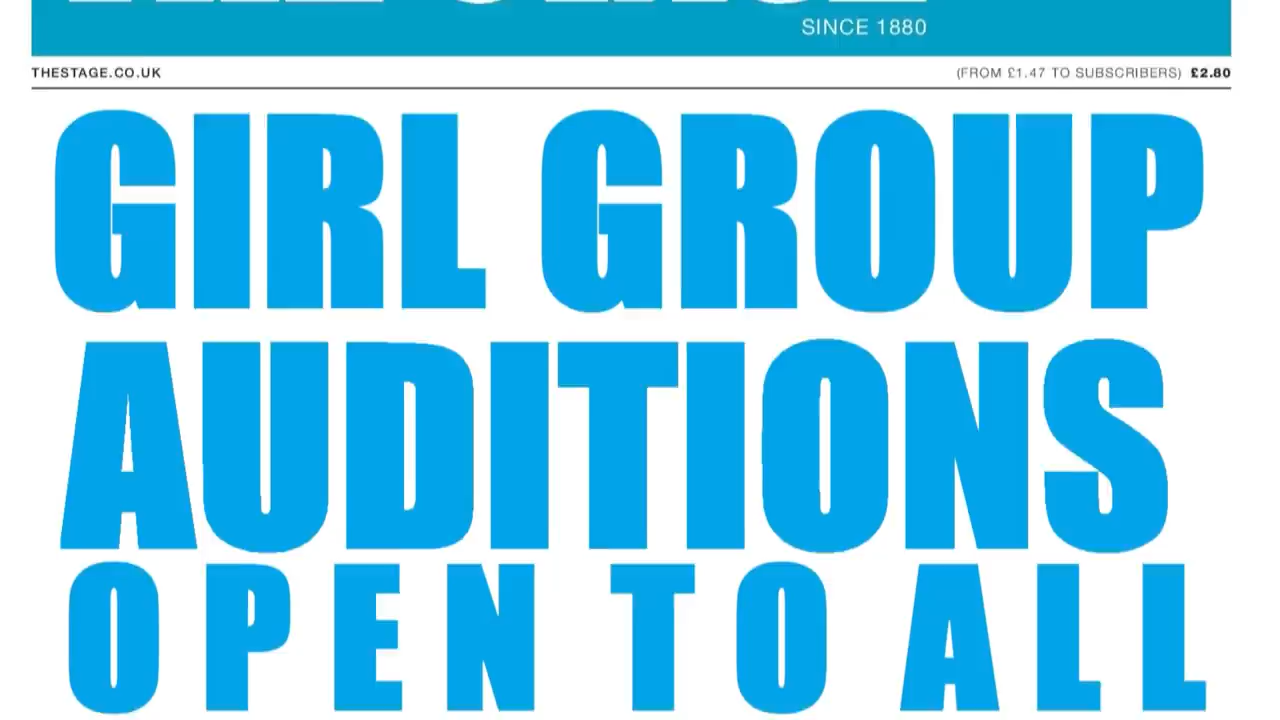 SINCE 1880
THESTAGE.CO.UK (FROM £1.47 TO SUBSCRIBERS) £2.80
GIRL GROUP
AUDITIONS
OPEN TO ALL